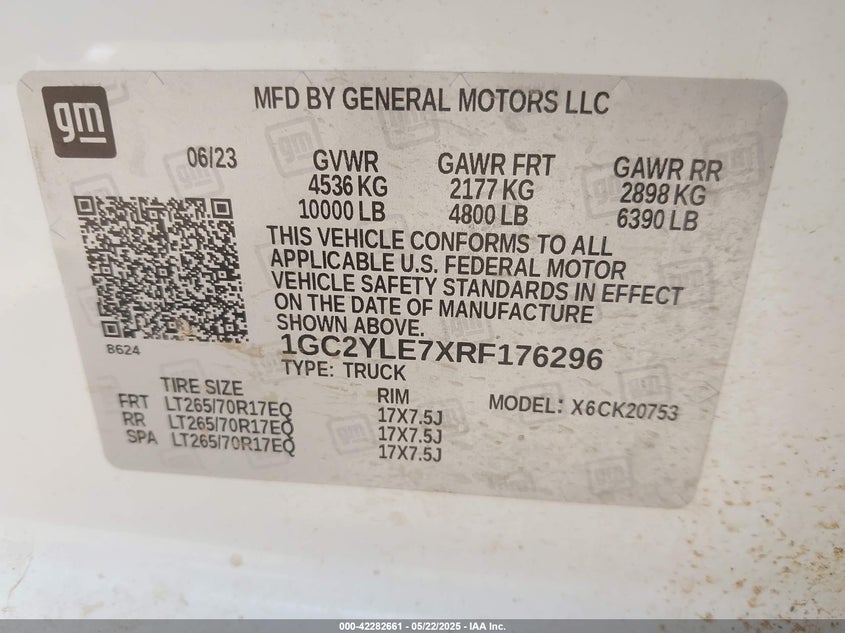 gm
MFD BY GENERAL MOTORS LLC
06/23 GVWR GAWR FRT GAWR RR
4536 KG 2177 KG 2898 KG
10000 LB 4800 LB 6390 LB
THIS VEHICLE CONFORMS TO ALL
APPLICABLE U.S. FEDERAL MOTOR
VEHICLE SAFETY STANDARDS IN EFFECT
ON THE DATE OF MANUFACTURE
SHOWN ABOVE.
B624
1GC2YLE7XRF176296
TYPE: TRUCK
TIRE SIZE RIM MODEL: X6CK20753
FRT LT265/70R17EQ 17X7.5J
RR LT265/70R17EQ 17X7.5J
SPA LT265/70R17EQ 17X7.5J
000-42282661 - 05/22/2025 - IAA Inc.